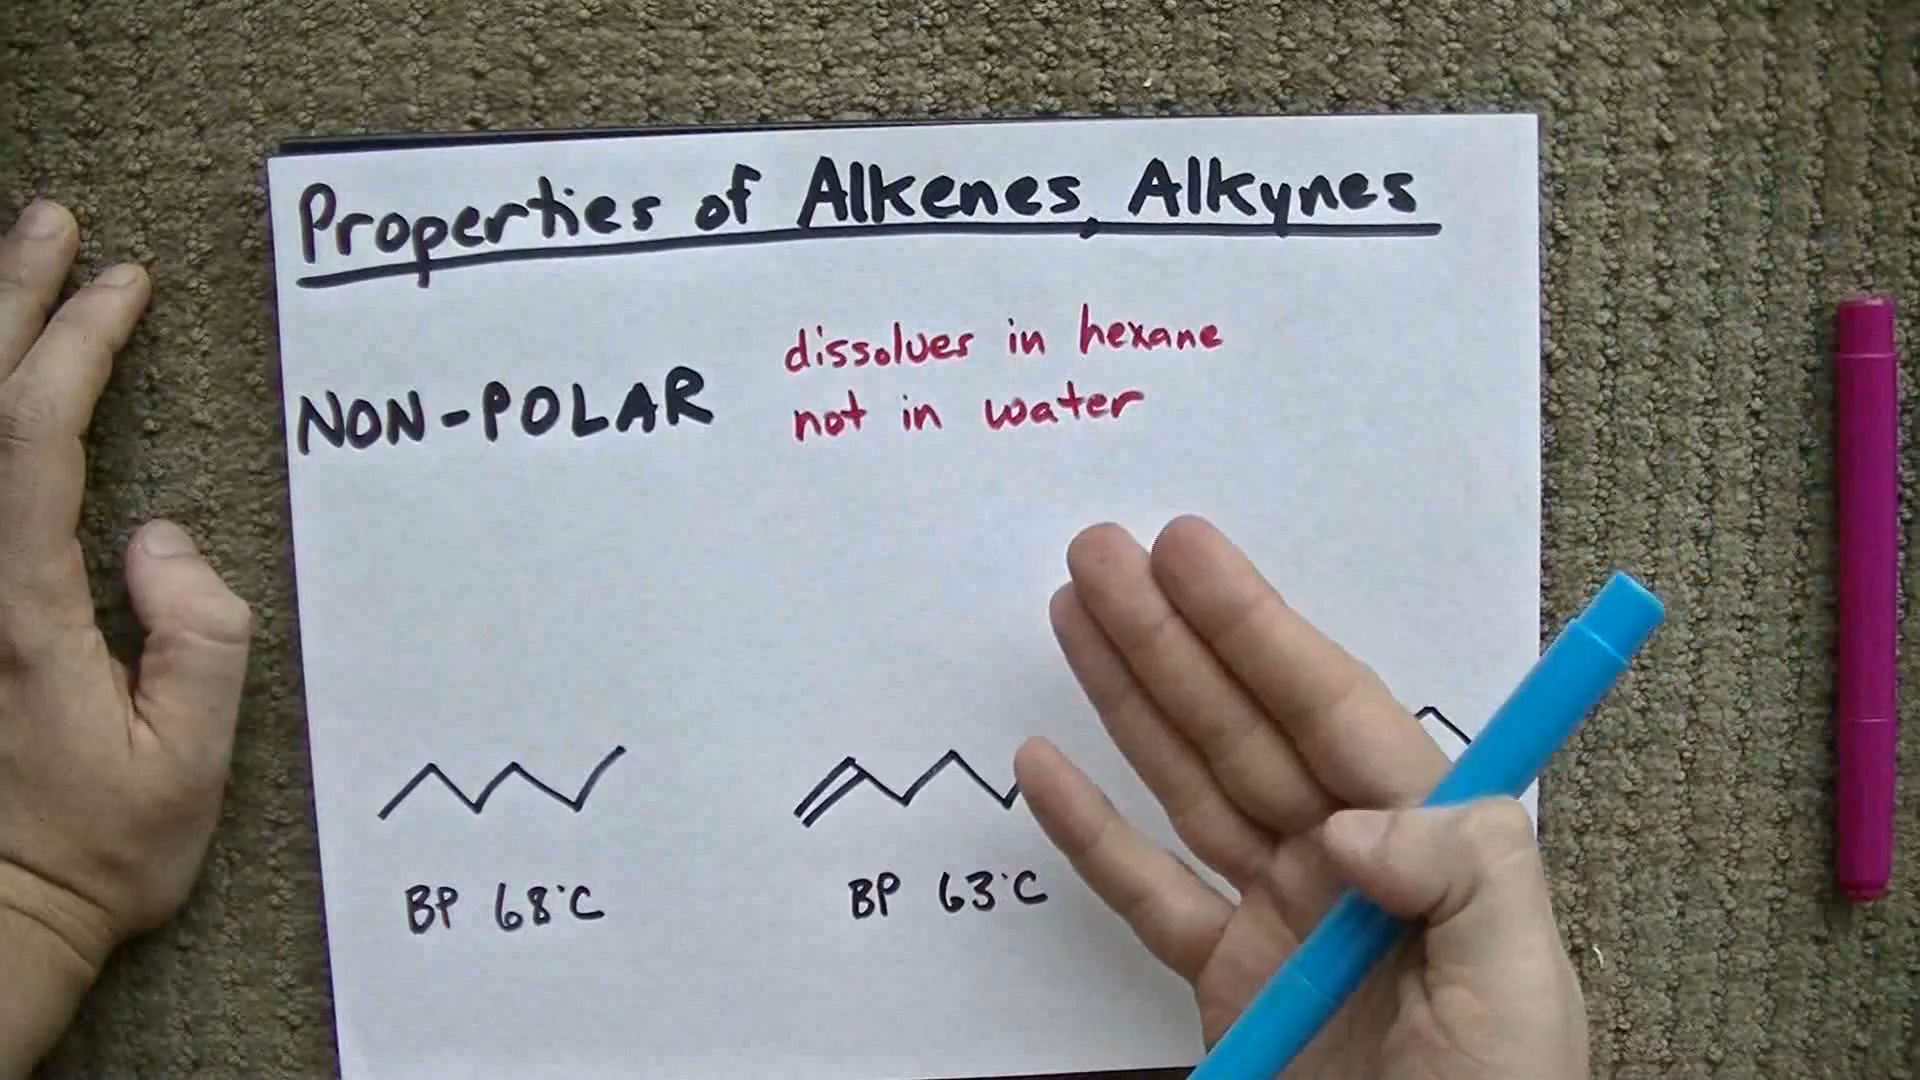 Properties of Alkenes, Alkynes
NON-POLAR
dissolves in hexane
not in water
BP 68°C
BP 63°C